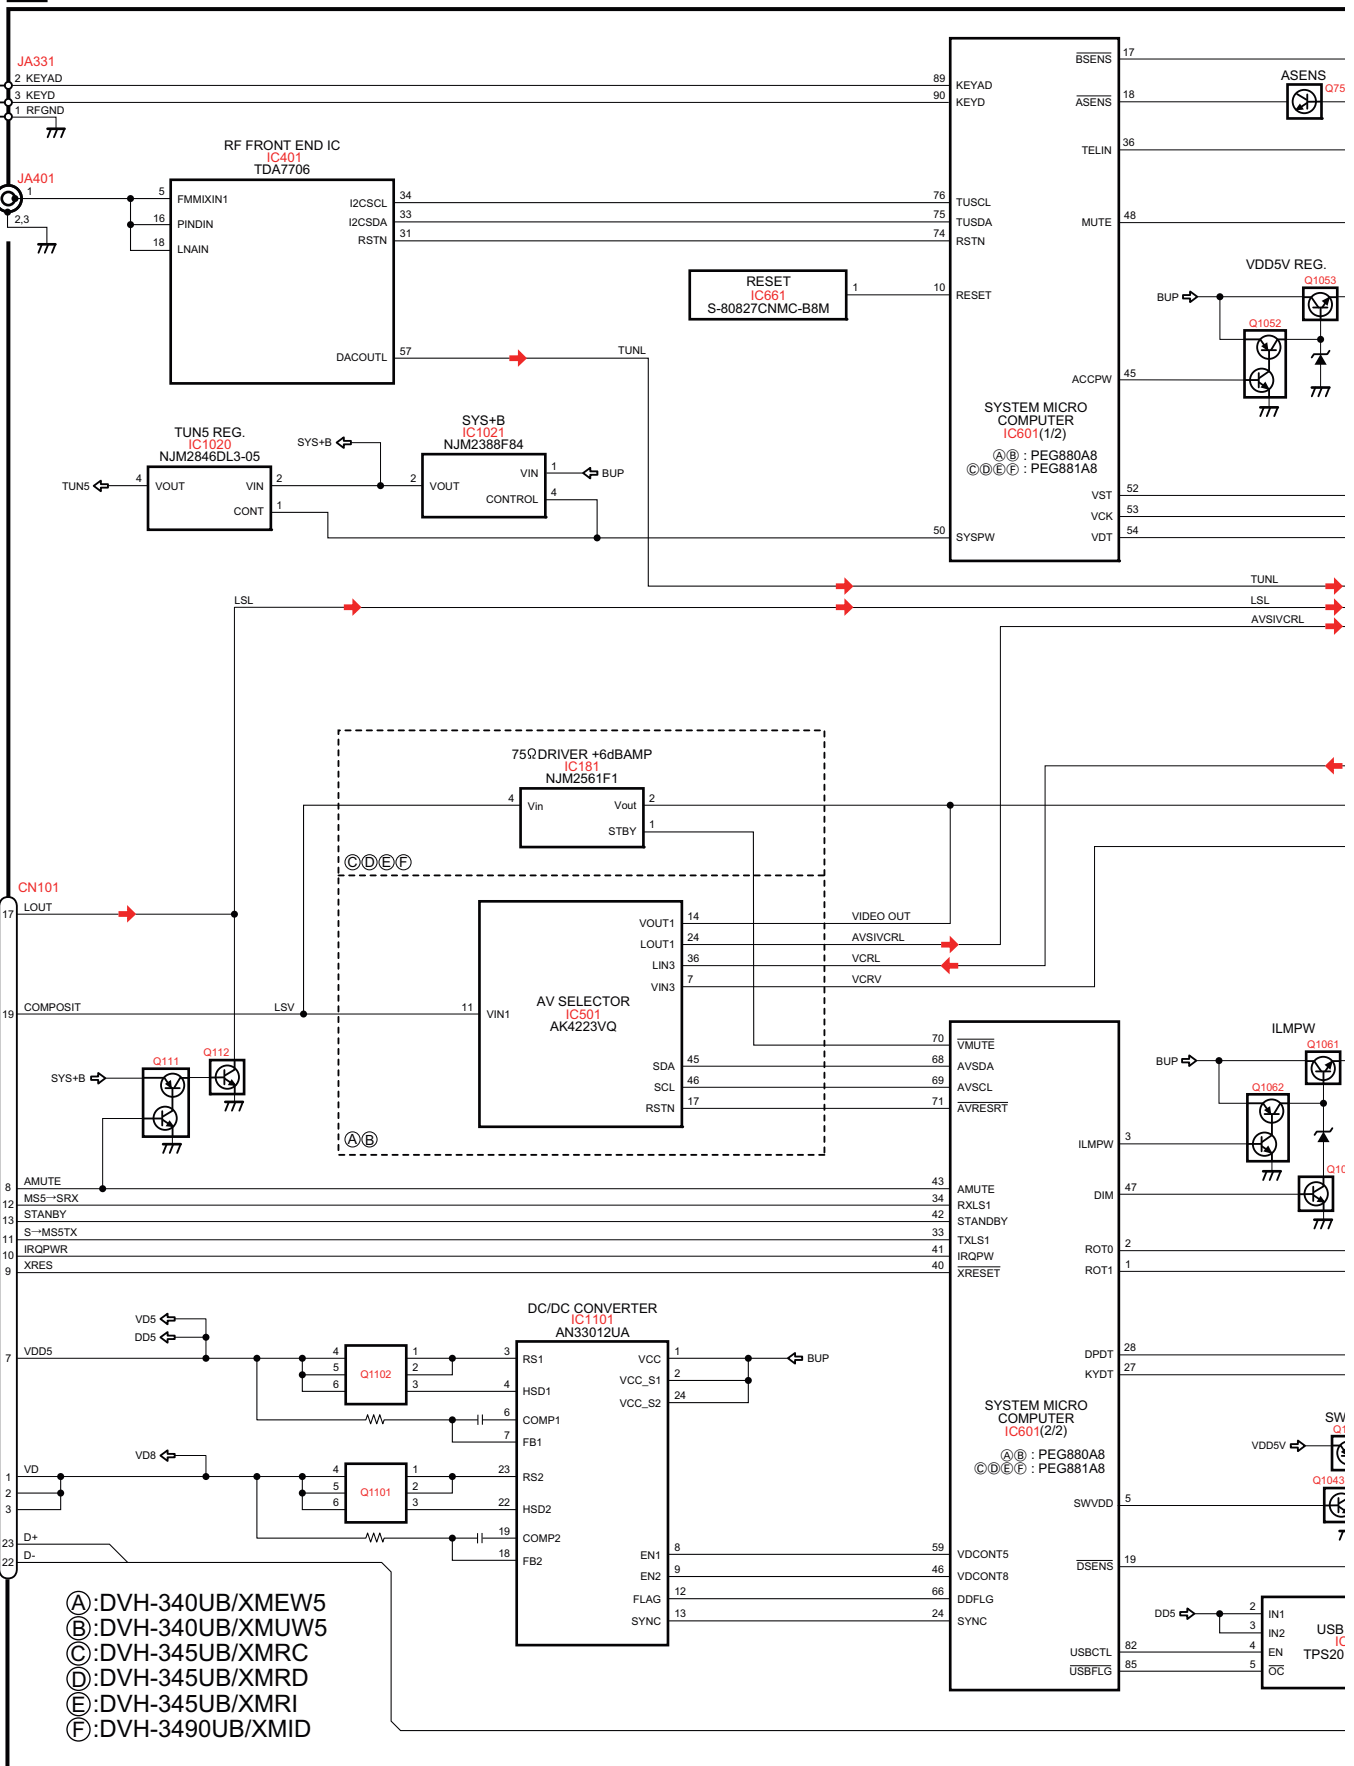 JA331
2 KEYAD
3 KEYD
1 RFGND
JA401
1
2,3
RF FRONT END IC
IC401
TDA7706
5 FMMIXIN1
16 PINDIN
18 LNAIN
I2CSCL 34
I2CSDA 33
RSTN 31
DACOUTL 57
TUNL
RESET
IC661
S-80827CNMC-B8M
1
89 KEYAD
90 KEYD
76 TUSCL
75 TUSDA
74 RSTN
10 RESET
50 SYSPW
BSENS 17
ASENS 18
TELIN 36
MUTE 48
ACCPW 45
VST 52
VCK 53
VDT 54
SYSTEM MICRO
COMPUTER
IC601(1/2)
ⒶⒷ : PEG880A8
ⒸⒹⒺⒻ : PEG881A8
ASENS
Q75
VDD5V REG.
Q1053
BUP
Q1052
TUN5 REG.
IC1020
NJM2846DL3-05
TUN5
4 VOUT
VIN 2
CONT 1
SYS+B
SYS+B
IC1021
NJM2388F84
2 VOUT
VIN 1
CONTROL 4
BUP
TUNL
LSL
LSL
AVSIVCRL
75ΩDRIVER +6dBAMP
IC181
NJM2561F1
4 Vin
Vout 2
STBY 1
ⒸⒹⒺⒻ
CN101
17 LOUT
19 COMPOSIT
LSV
11 VIN1
AV SELECTOR
IC501
AK4223VQ
VOUT1 14
LOUT1 24
LIN3 36
VIN3 7
SDA 45
SCL 46
RSTN 17
VIDEO OUT
AVSIVCRL
VCRL
VCRV
ⒶⒷ
SYS+B
Q111
Q112
8 AMUTE
12 MS5→SRX
13 STANBY
11 S→MS5TX
10 IRQPWR
9 XRES
70 VMUTE
68 AVSDA
69 AVSCL
71 AVRESRT
43 AMUTE
34 RXLS1
42 STANDBY
33 TXLS1
41 IRQPW
40 XRESET
59 VDCONT5
46 VDCONT8
66 DDFLG
24 SYNC
ILMPW 3
DIM 47
ROT0 2
ROT1 1
DPDT 28
KYDT 27
SWVDD 5
DSENS 19
USBCTL 82
USBFLG 85
SYSTEM MICRO
COMPUTER
IC601(2/2)
ⒶⒷ : PEG880A8
ⒸⒹⒺⒻ : PEG881A8
ILMPW
BUP
Q1061
Q1062
Q10
SW
Q1
VDD5V
Q1043
DD5
2 IN1
3 IN2
4 EN
5 OC
USB
IC
TPS20
VD5
DD5
7 VDD5
4 5 6
Q1102
1 2 3
DC/DC CONVERTER
IC1101
AN33012UA
3 RS1
4 HSD1
6 COMP1
7 FB1
23 RS2
22 HSD2
19 COMP2
18 FB2
VCC 1
VCC_S1 2
VCC_S2 24
BUP
EN1 8
EN2 9
FLAG 12
SYNC 13
VD8
1 VD
2
3
4 5 6
Q1101
1 2 3
23 D+
22 D-
Ⓐ:DVH-340UB/XMEW5
Ⓑ:DVH-340UB/XMUW5
Ⓒ:DVH-345UB/XMRC
Ⓓ:DVH-345UB/XMRD
Ⓔ:DVH-345UB/XMRI
Ⓕ:DVH-3490UB/XMID